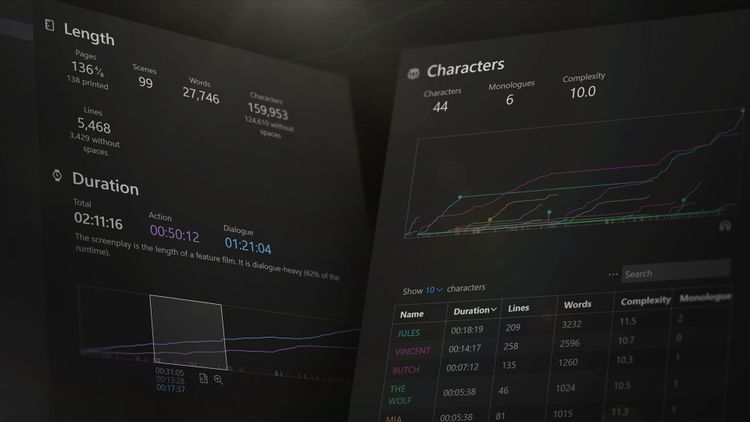 Length
Pages
136⁴⁄₈
138 printed
Scenes
99
Words
27,746
Characters
159,953
124,610 without
spaces
Lines
5,468
3,429 without
spaces
Duration
Total
02:11:16
Action
00:50:12
Dialogue
01:21:04
The screenplay is the length of a feature film. It is dialogue-heavy (62% of the
runtime).
00:31:05
00:13:28
00:17:37
Characters
Characters
44
Monologues
6
Complexity
10.0
Show 10 characters
... Search
Name Duration Lines Words Complexity Monologue
JULES 00:18:19 209 3232 11.5 2
VINCENT 00:14:17 258 2596 10.7 0
BUTCH 00:07:12 135 1260 10.3 1
THE
WOLF 00:05:38 46 1024 10.5 1
MIA 00:05:38 81 1015 11.3 1